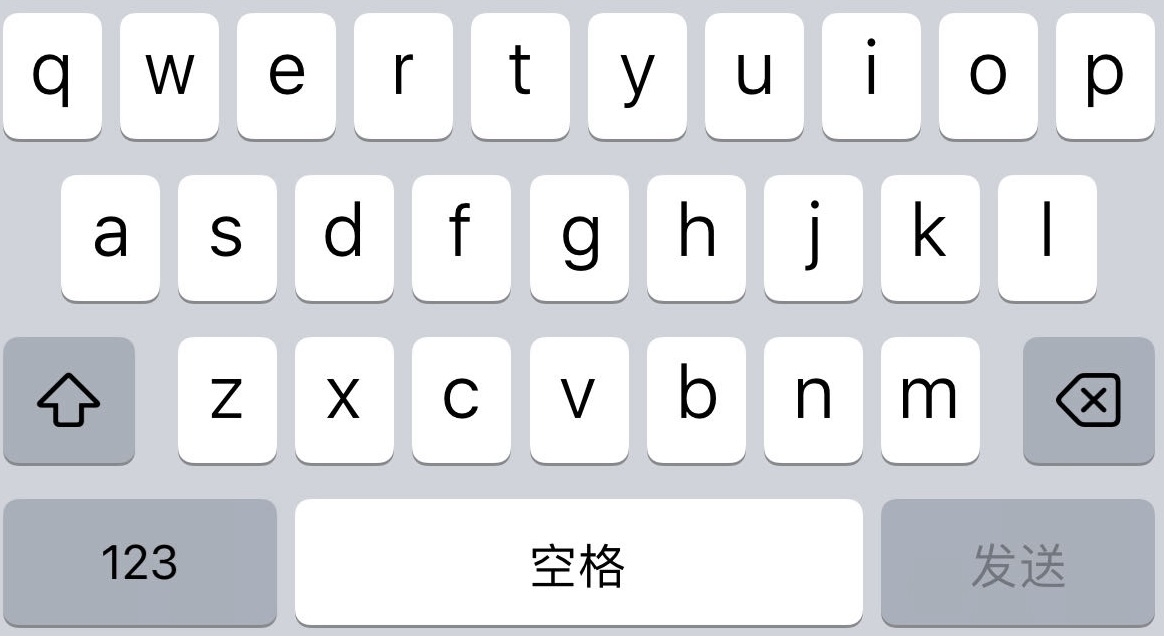 q w e r t y u i o p
a s d f g h j k l
z x c v b n m
123 空格 发送